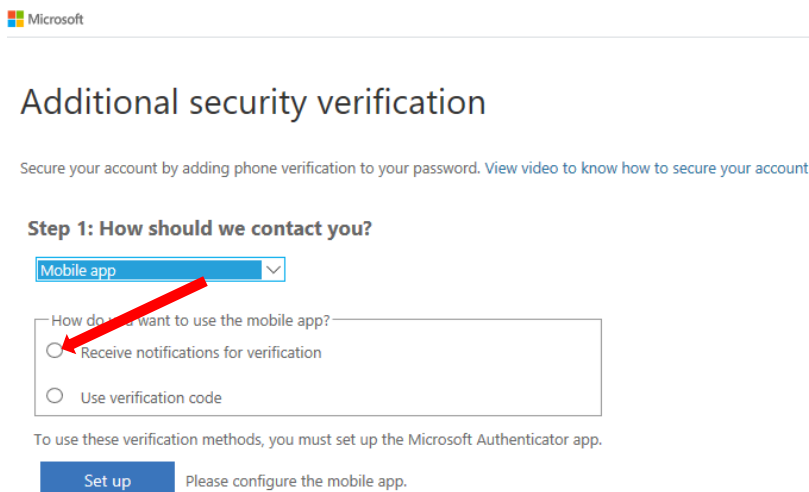 Microsoft
Additional security verification
Secure your account by adding phone verification to your password. View video to know how to secure your account
Step 1: How should we contact you?
Mobile app
How do you want to use the mobile app?
Receive notifications for verification
Use verification code
To use these verification methods, you must set up the Microsoft Authenticator app.
Set up Please configure the mobile app.